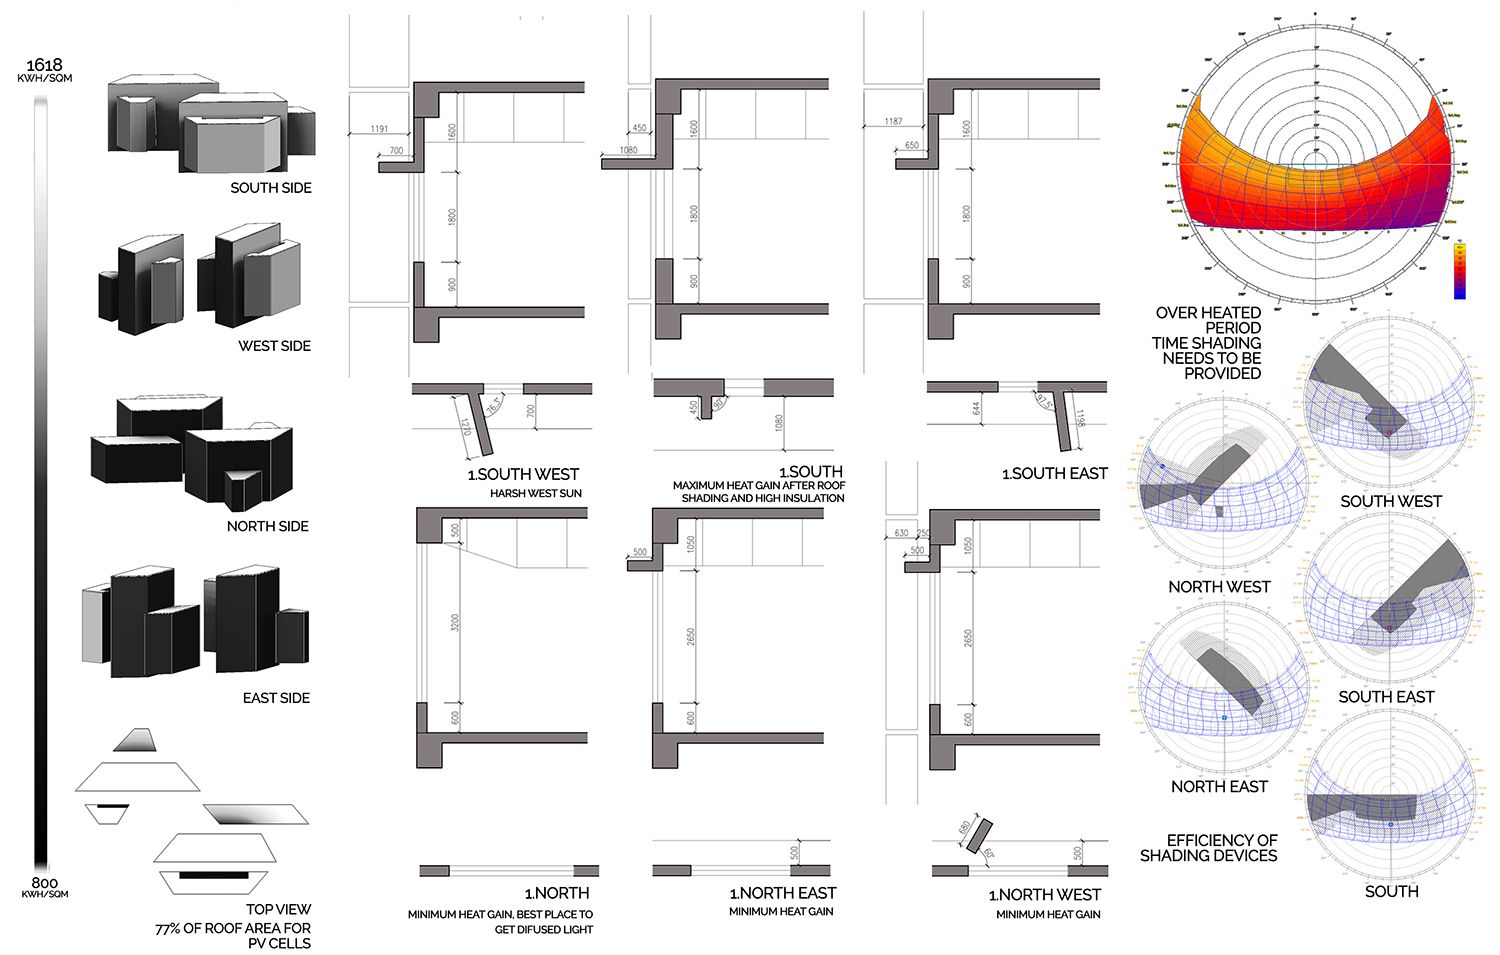 1618
KWH/SQM
SOUTH SIDE
WEST SIDE
NORTH SIDE
EAST SIDE
800
KWH/SQM
TOP VIEW
77% OF ROOF AREA FOR
PV CELLS
1191
700
1600
1800
900
1270
76.3°
700
1.SOUTH WEST
HARSH WEST SUN
450
1080
1600
1800
900
450
90°
1080
1.SOUTH
MAXIMUM HEAT GAIN AFTER ROOF
SHADING AND HIGH INSULATION
1187
650
1600
1800
900
644
97.5°
1198
1.SOUTH EAST
500
3200
600
1.NORTH
MINIMUM HEAT GAIN, BEST PLACE TO
GET DIFUSED LIGHT
500
1050
2650
600
500
1.NORTH EAST
MINIMUM HEAT GAIN
630
250
500
1050
2650
600
680
60°
500
1.NORTH WEST
MINIMUM HEAT GAIN
OVER HEATED
PERIOD
TIME SHADING
NEEDS TO BE
PROVIDED
SOUTH WEST
NORTH WEST
SOUTH EAST
NORTH EAST
EFFICIENCY OF
SHADING DEVICES
SOUTH